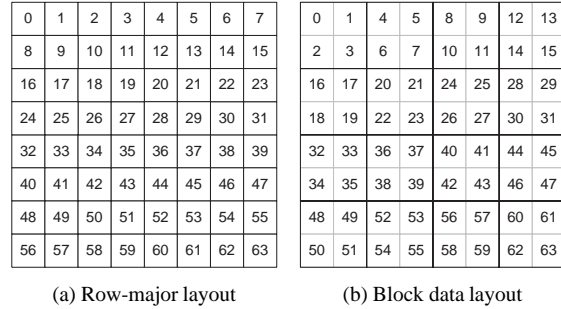 0 1 2 3 4 5 6 7
8 9 10 11 12 13 14 15
16 17 18 19 20 21 22 23
24 25 26 27 28 29 30 31
32 33 34 35 36 37 38 39
40 41 42 43 44 45 46 47
48 49 50 51 52 53 54 55
56 57 58 59 60 61 62 63
(a) Row-major layout
0 1 4 5 8 9 12 13
2 3 6 7 10 11 14 15
16 17 20 21 24 25 28 29
18 19 22 23 26 27 30 31
32 33 36 37 40 41 44 45
34 35 38 39 42 43 46 47
48 49 52 53 56 57 60 61
50 51 54 55 58 59 62 63
(b) Block data layout